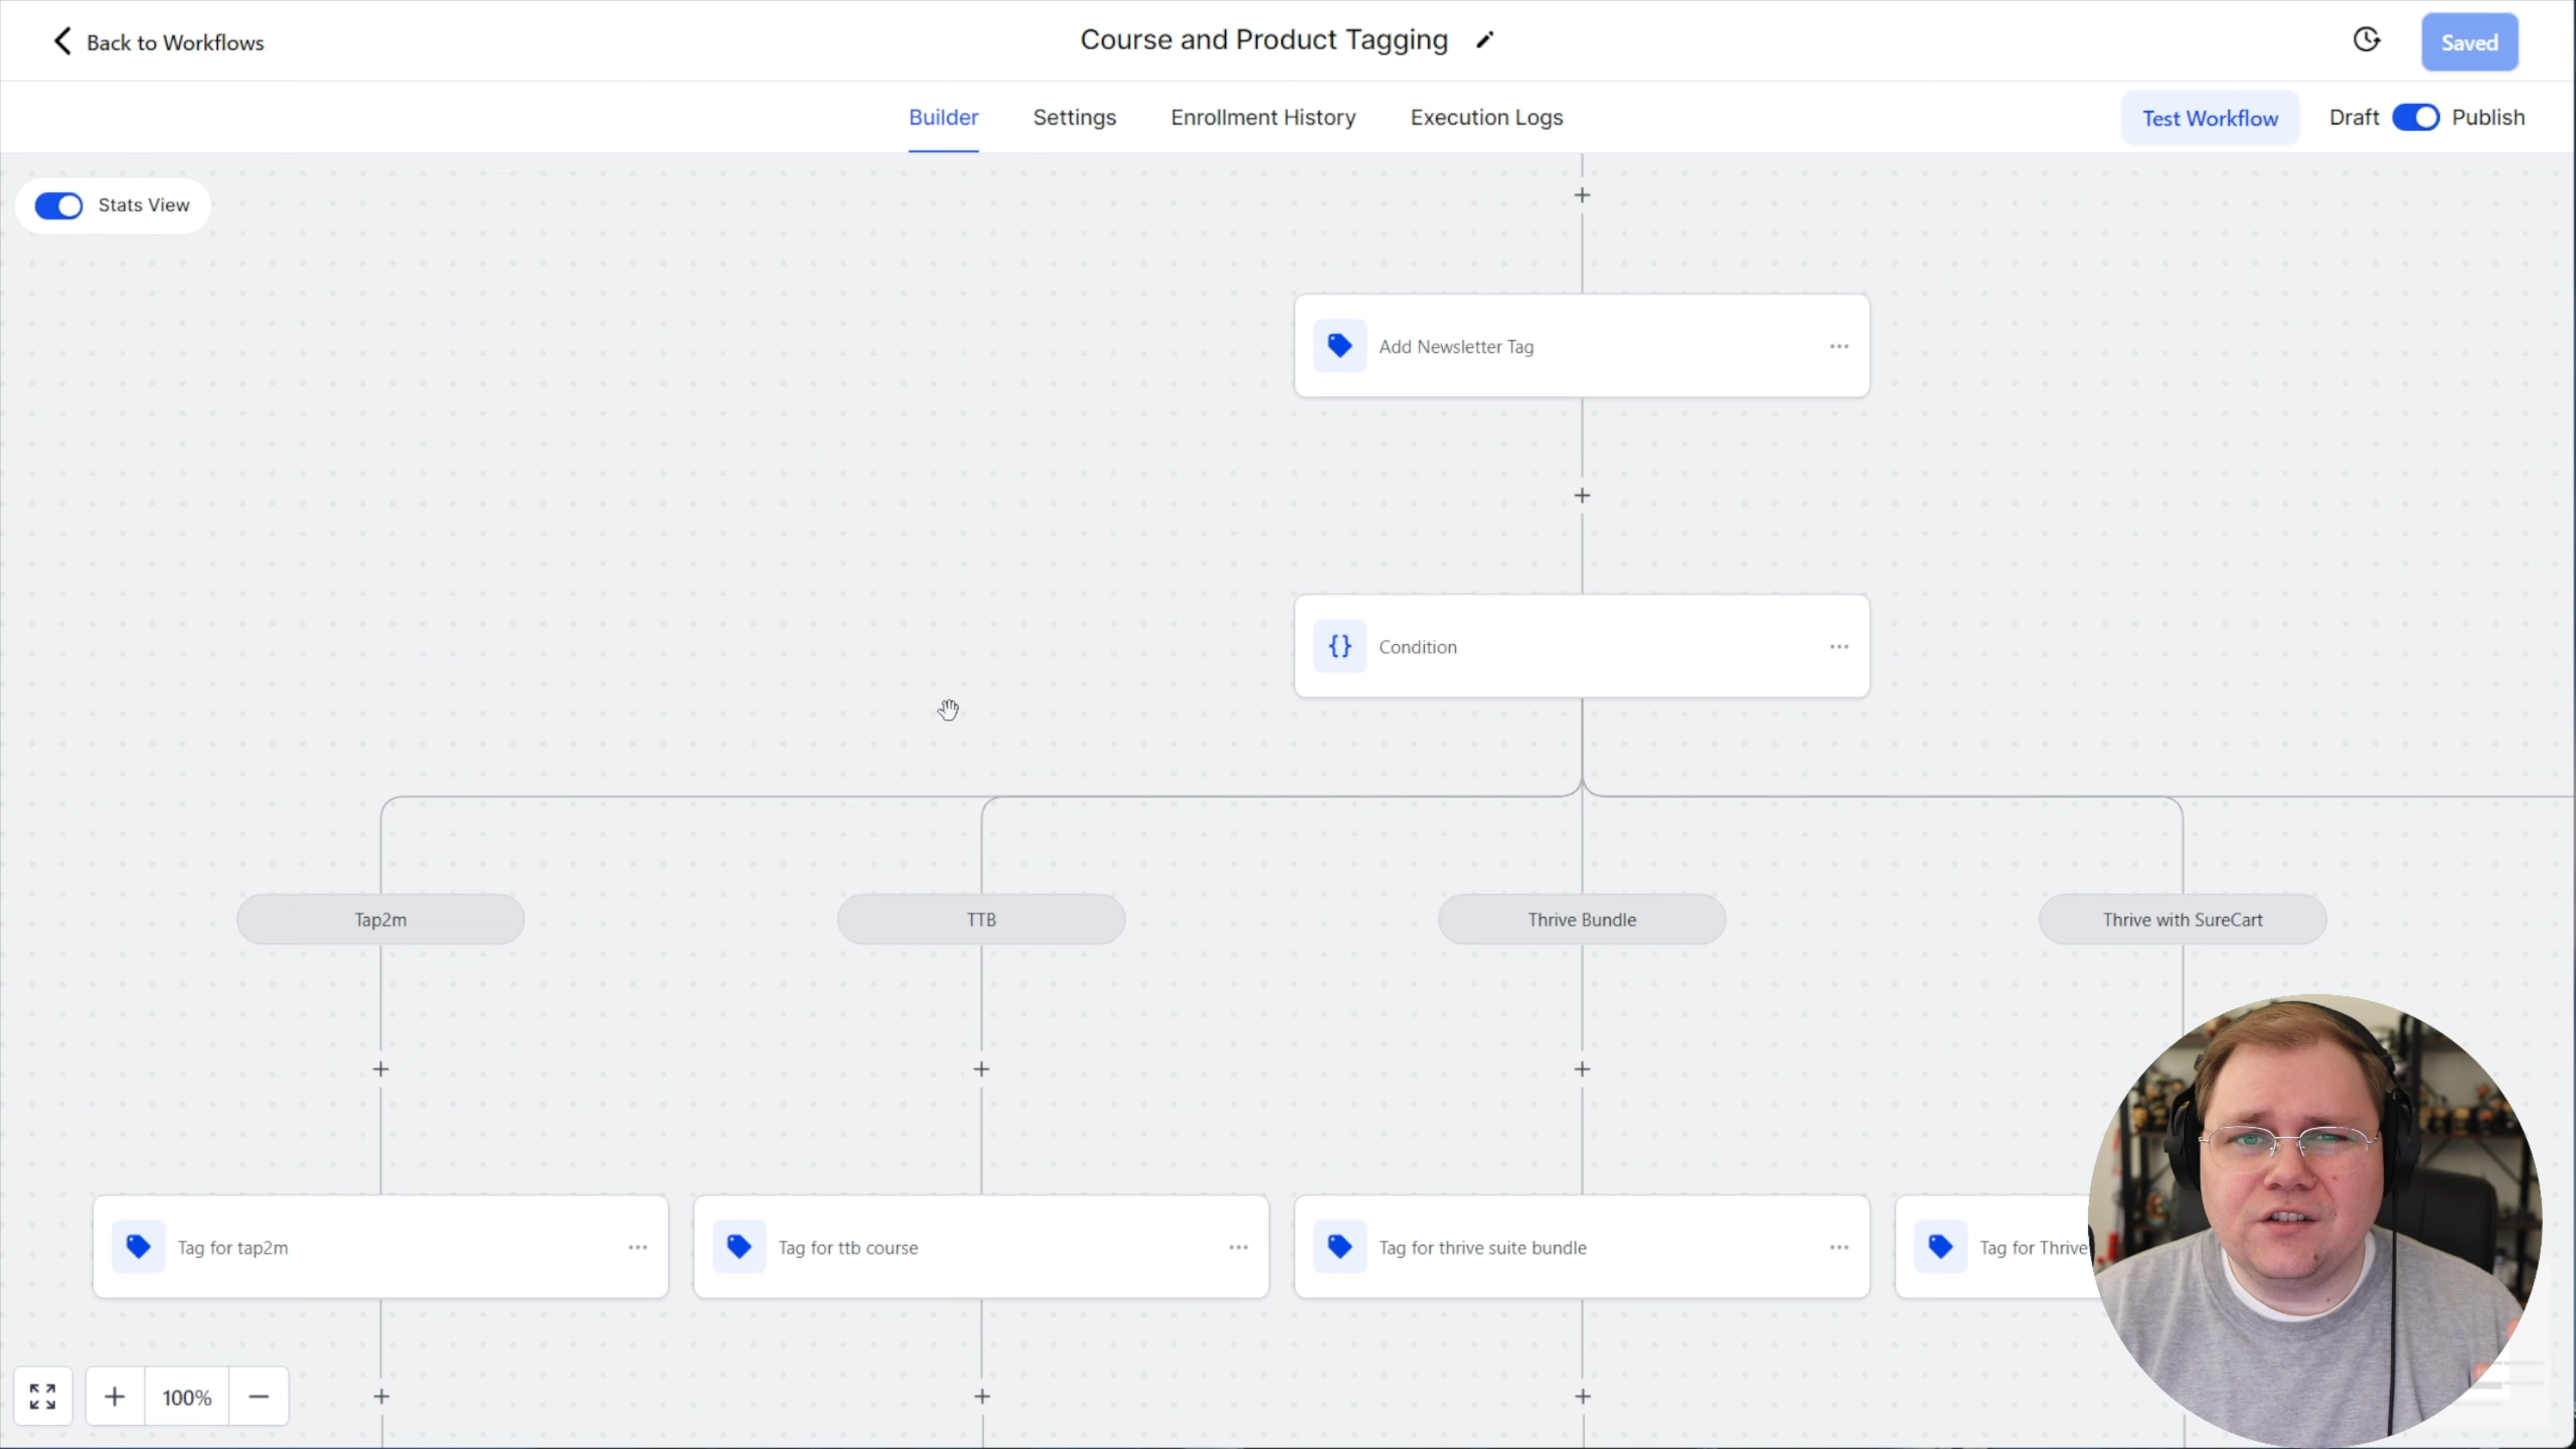 Back to Workflows
Course and Product Tagging
Saved
Builder
Settings
Enrollment History
Execution Logs
Test Workflow
Draft
Publish
Stats View
Add Newsletter Tag
Condition
Tap2m
TTB
Thrive Bundle
Thrive with SureCart
Tag for tap2m
Tag for ttb course
Tag for thrive suite bundle
Tag for Thrive
100%